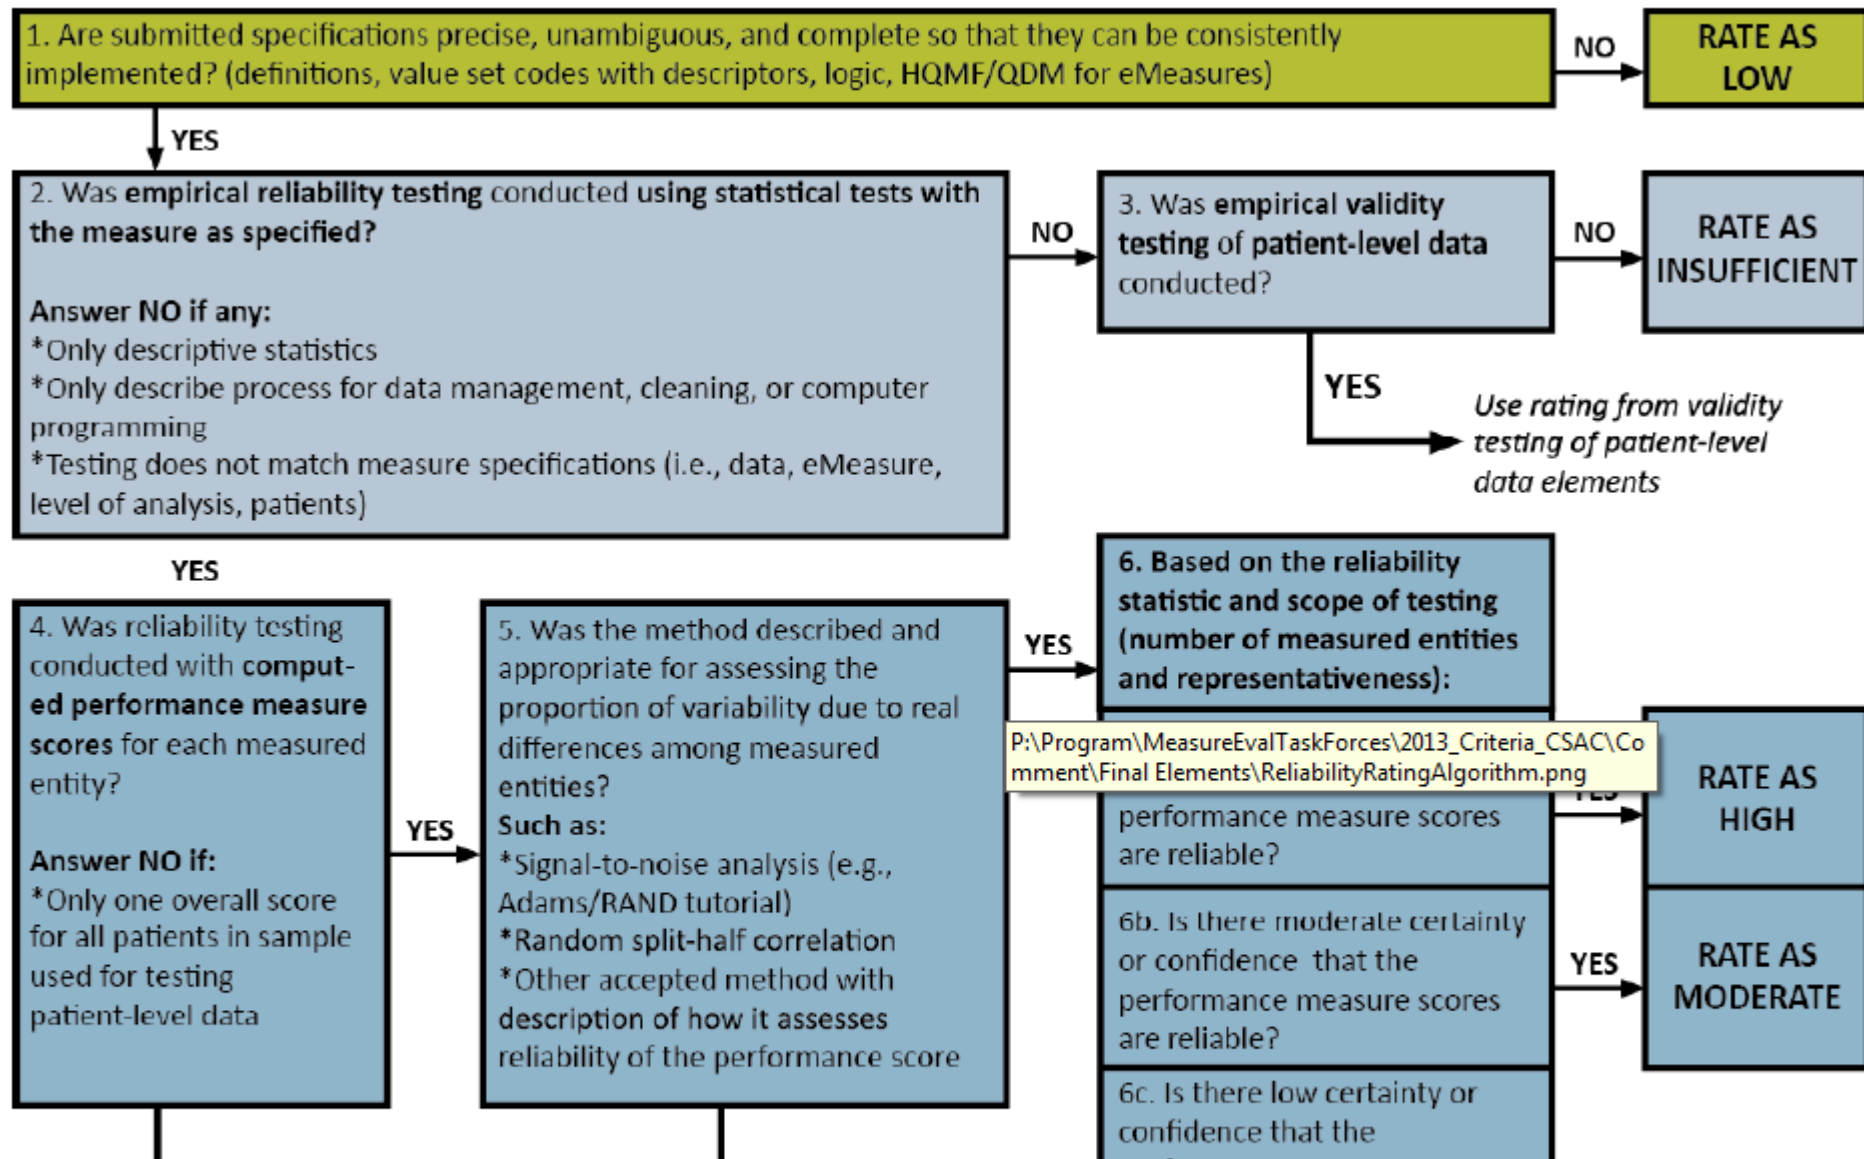 1. Are submitted specifications precise, unambiguous, and complete so that they can be consistently
implemented? (definitions, value set codes with descriptors, logic, HQMF/QDM for eMeasures)
NO
RATE AS
LOW
YES
2. Was empirical reliability testing conducted using statistical tests with
the measure as specified?
Answer NO if any:
*Only descriptive statistics
*Only describe process for data management, cleaning, or computer
programming
*Testing does not match measure specifications (i.e., data, eMeasure,
level of analysis, patients)
NO
3. Was empirical validity
testing of patient-level data
conducted?
NO
RATE AS
INSUFFICIENT
YES
Use rating from validity
testing of patient-level
data elements
YES
4. Was reliability testing
conducted with comput-
ed performance measure
scores for each measured
entity?
Answer NO if:
*Only one overall score
for all patients in sample
used for testing
patient-level data
YES
5. Was the method described and
appropriate for assessing the
proportion of variability due to real
differences among measured
entities?
Such as:
*Signal-to-noise analysis (e.g.,
Adams/RAND tutorial)
*Random split-half correlation
*Other accepted method with
description of how it assesses
reliability of the performance score
YES
6. Based on the reliability
statistic and scope of testing
(number of measured entities
and representativeness):
P:\Program\MeasureEvalTaskForces\2013_Criteria_CSAC\Co
mment\Final Elements\ReliabilityRatingAlgorithm.png
performance measure scores
are reliable?
YES
RATE AS
HIGH
6b. Is there moderate certainty
or confidence that the
performance measure scores
are reliable?
YES
RATE AS
MODERATE
6c. Is there low certainty or
confidence that the